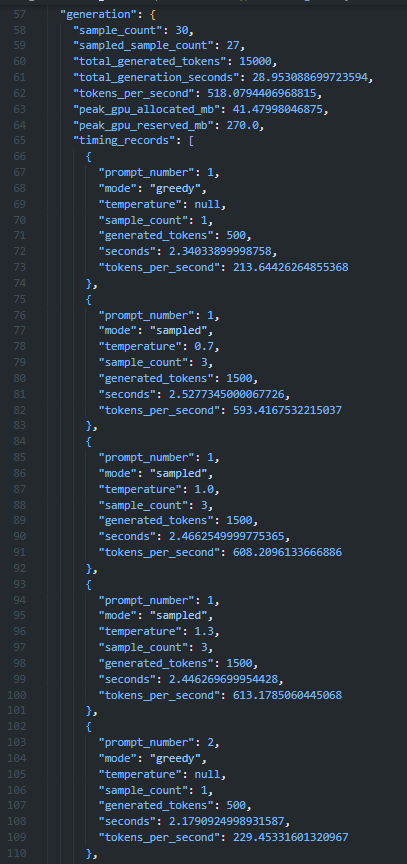 57 "generation": {
58 "sample_count": 30,
59 "sampled_sample_count": 27,
60 "total_generated_tokens": 15000,
61 "total_generation_seconds": 28.953088699723594,
62 "tokens_per_second": 518.0794406968815,
63 "peak_gpu_allocated_mb": 41.47998046875,
64 "peak_gpu_reserved_mb": 270.0,
65 "timing_records": [
66 {
67 "prompt_number": 1,
68 "mode": "greedy",
69 "temperature": null,
70 "sample_count": 1,
71 "generated_tokens": 500,
72 "seconds": 2.34033899998758,
73 "tokens_per_second": 213.64426264855368
74 },
75 {
76 "prompt_number": 1,
77 "mode": "sampled",
78 "temperature": 0.7,
79 "sample_count": 3,
80 "generated_tokens": 1500,
81 "seconds": 2.5277345000067726,
82 "tokens_per_second": 593.4167532215037
83 },
84 {
85 "prompt_number": 1,
86 "mode": "sampled",
87 "temperature": 1.0,
88 "sample_count": 3,
89 "generated_tokens": 1500,
90 "seconds": 2.4662549999775365,
91 "tokens_per_second": 608.2096133666886
92 },
93 {
94 "prompt_number": 1,
95 "mode": "sampled",
96 "temperature": 1.3,
97 "sample_count": 3,
98 "generated_tokens": 1500,
99 "seconds": 2.446269699954428,
100 "tokens_per_second": 613.1785060445068
101 },
102 {
103 "prompt_number": 2,
104 "mode": "greedy",
105 "temperature": null,
106 "sample_count": 1,
107 "generated_tokens": 500,
108 "seconds": 2.1790924998931587,
109 "tokens_per_second": 229.45331601320967
110 },